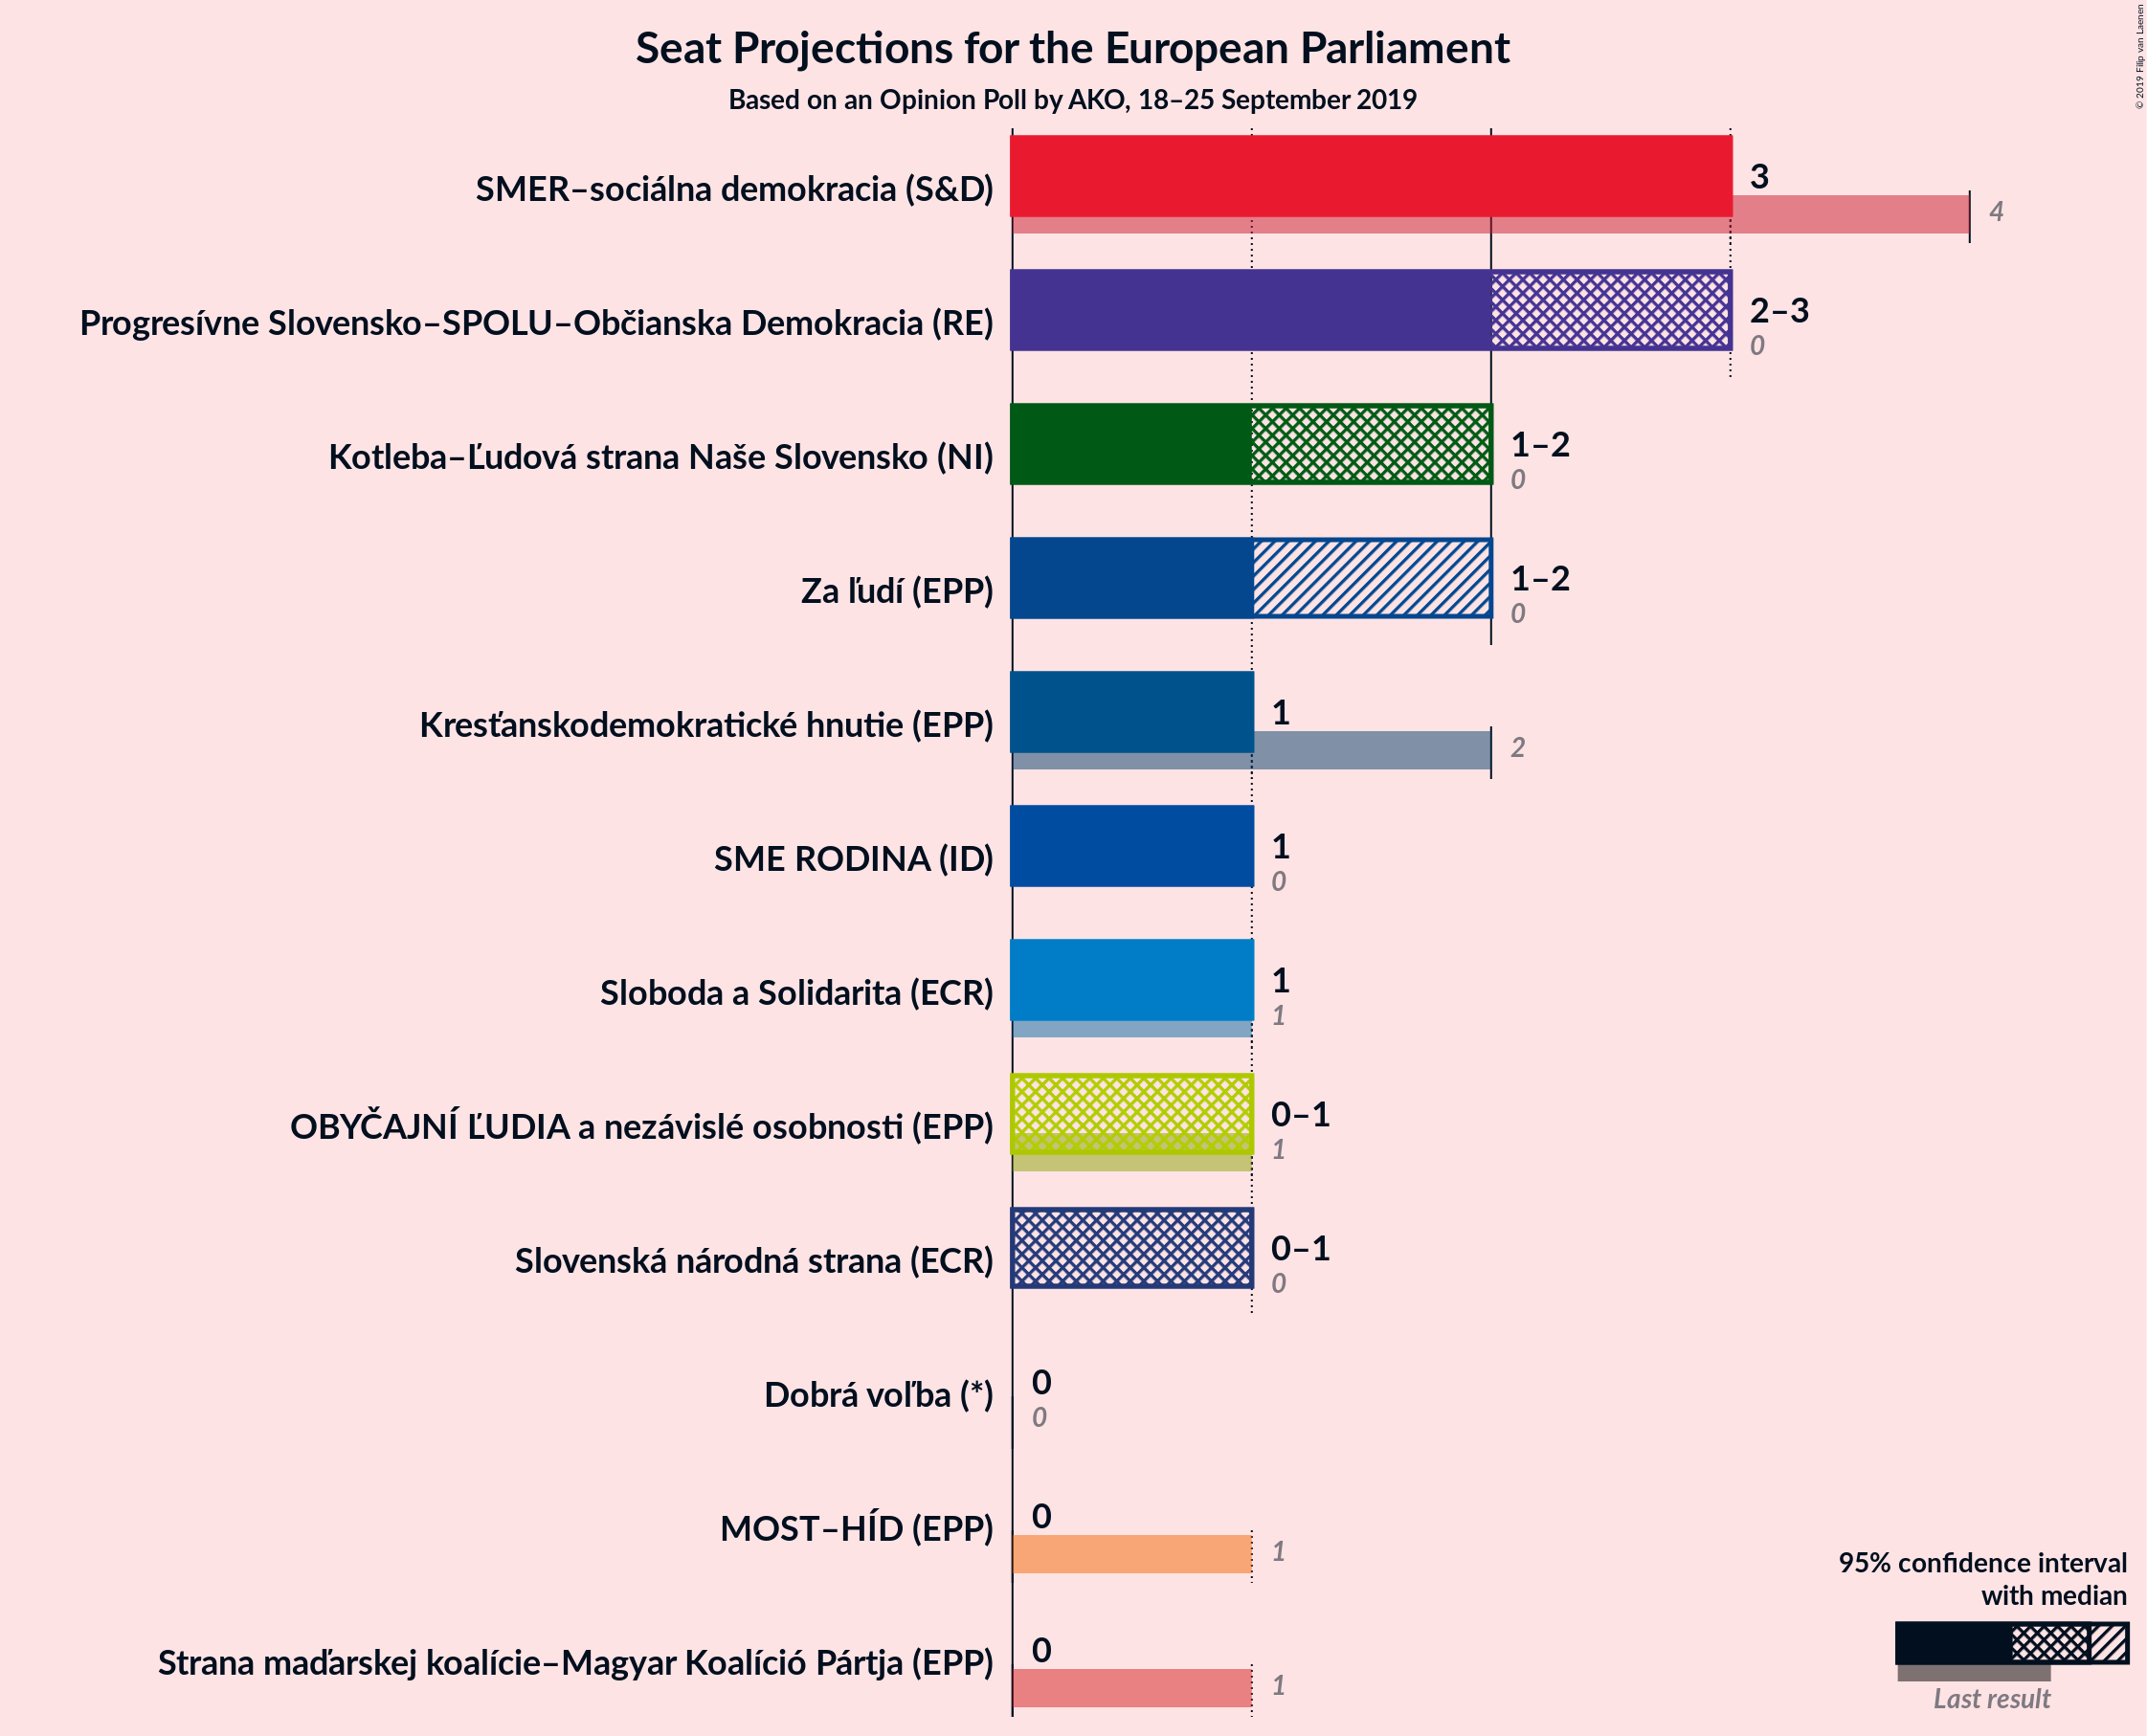 Seat Projections for the European Parliament
Based on an Opinion Poll by AKO, 18–25 September 2019
© 2019 Filip van Laenen
SMER–sociálna demokracia (S&D)
3
4
Progresívne Slovensko–SPOLU–Občianska Demokracia (RE)
2–3
0
Kotleba–Ľudová strana Naše Slovensko (NI)
1–2
0
Za ľudí (EPP)
1–2
0
Kresťanskodemokratické hnutie (EPP)
1
2
SME RODINA (ID)
1
0
Sloboda a Solidarita (ECR)
1
1
OBYČAJNÍ ĽUDIA a nezávislé osobnosti (EPP)
0–1
1
Slovenská národná strana (ECR)
0–1
0
Dobrá voľba (*)
0
0
MOST–HÍD (EPP)
0
1
Strana maďarskej koalície–Magyar Koalíció Pártja (EPP)
0
1
95% confidence interval
with median
Last result